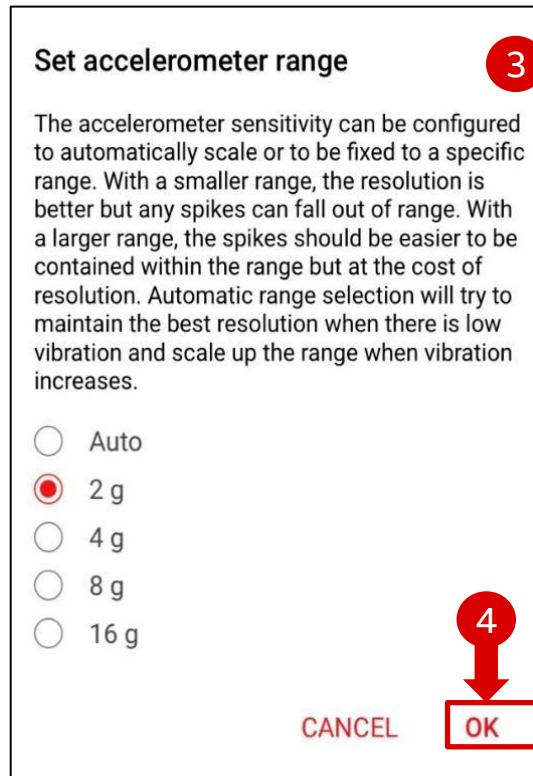 Set accelerometer range
3
The accelerometer sensitivity can be configured
to automatically scale or to be fixed to a specific
range. With a smaller range, the resolution is
better but any spikes can fall out of range. With
a larger range, the spikes should be easier to be
contained within the range but at the cost of
resolution. Automatic range selection will try to
maintain the best resolution when there is low
vibration and scale up the range when vibration
increases.
Auto
2 g
4 g
8 g
16 g
4
CANCEL OK